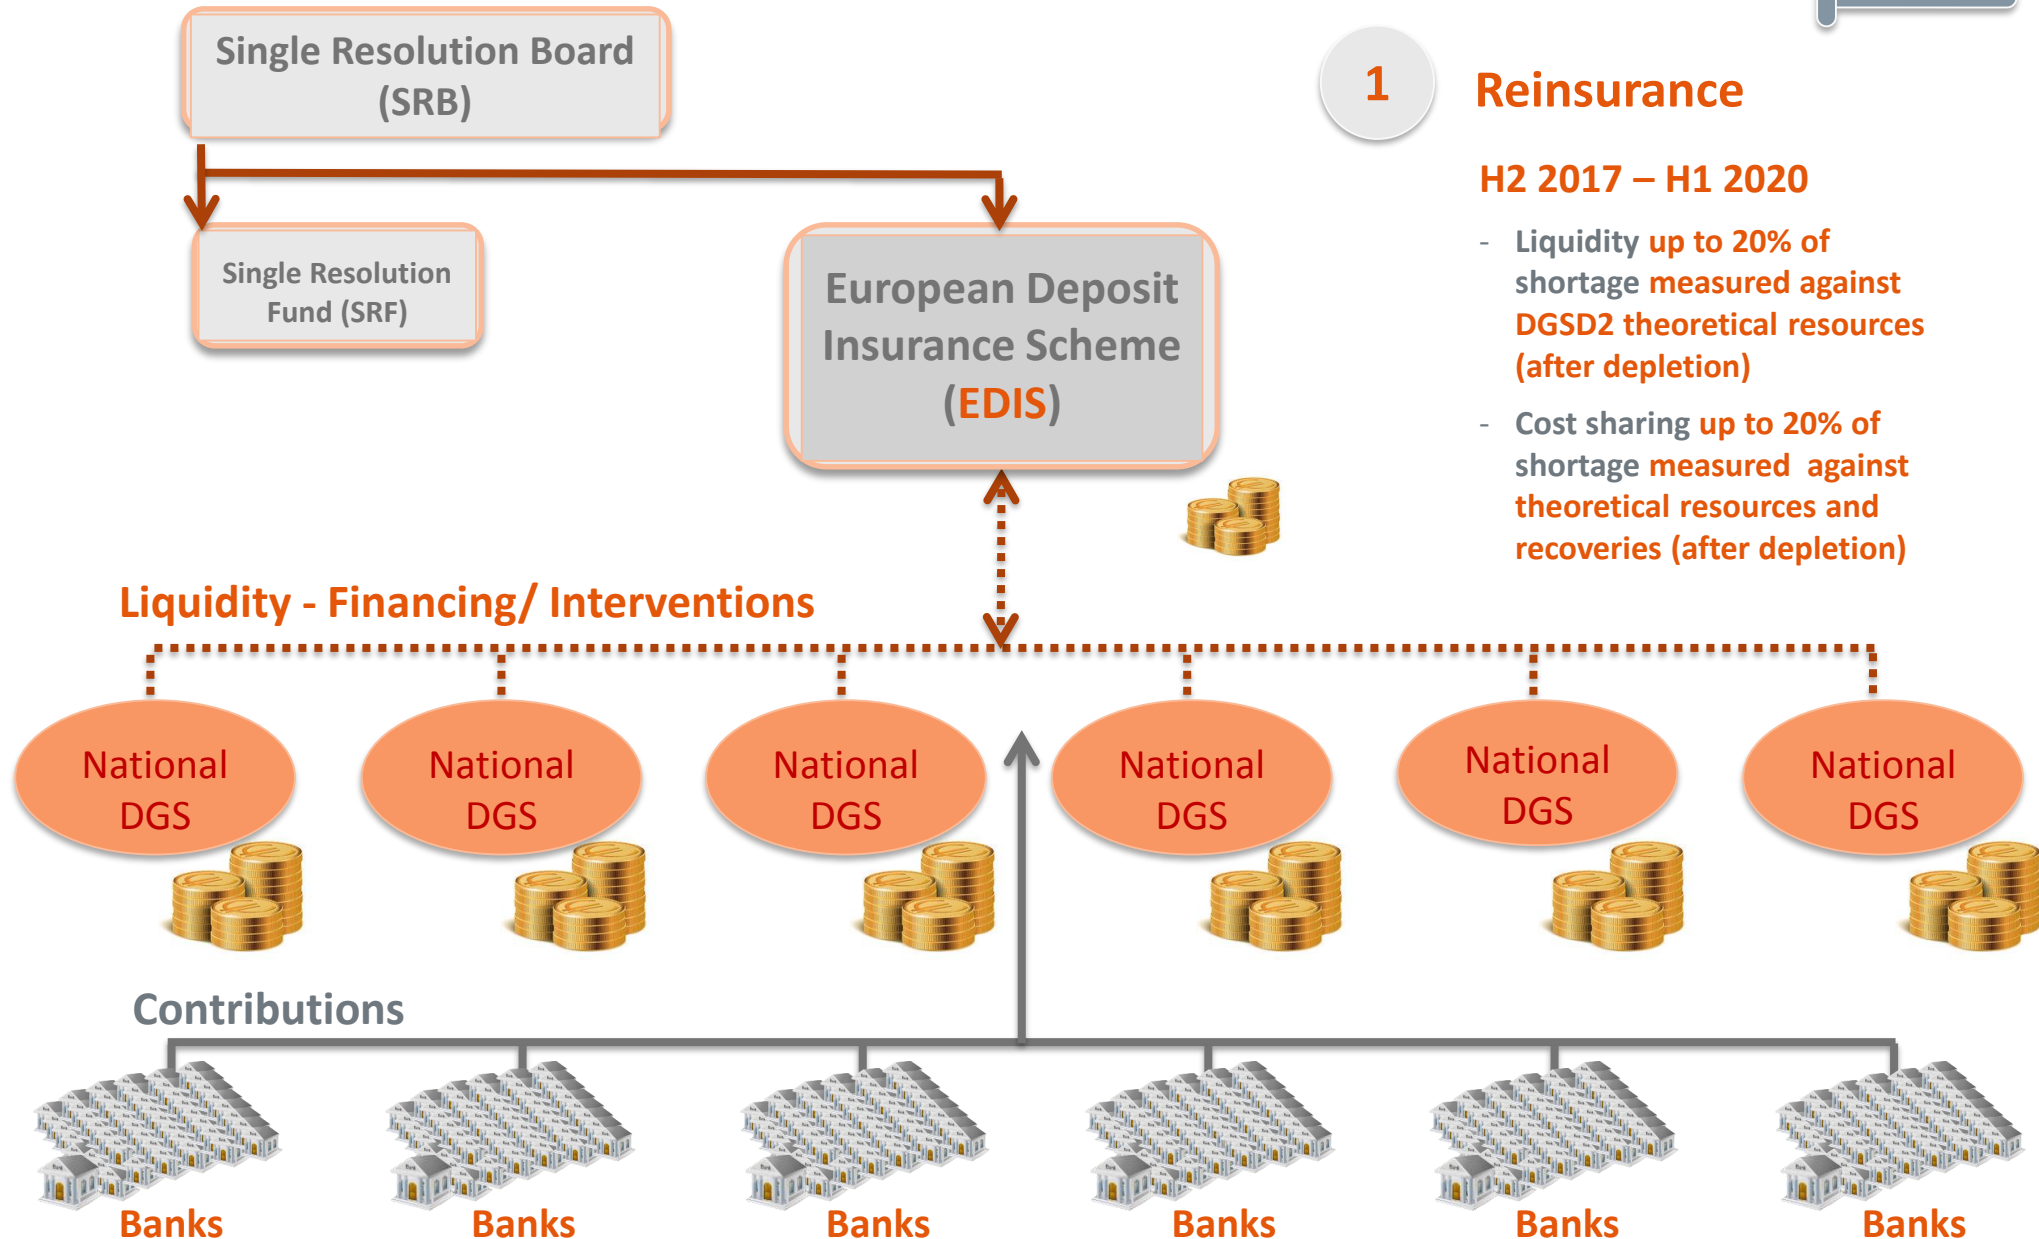 Single Resolution Board
(SRB)
1
Reinsurance
H2 2017 – H1 2020
- Liquidity up to 20% of
shortage measured against
DGSD2 theoretical resources
(after depletion)
- Cost sharing up to 20% of
shortage measured against
theoretical resources and
recoveries (after depletion)
Single Resolution
Fund (SRF)
European Deposit
Insurance Scheme
(EDIS)
Liquidity - Financing/ Interventions
National
DGS
National
DGS
National
DGS
National
DGS
National
DGS
National
DGS
Contributions
Banks
Banks
Banks
Banks
Banks
Banks